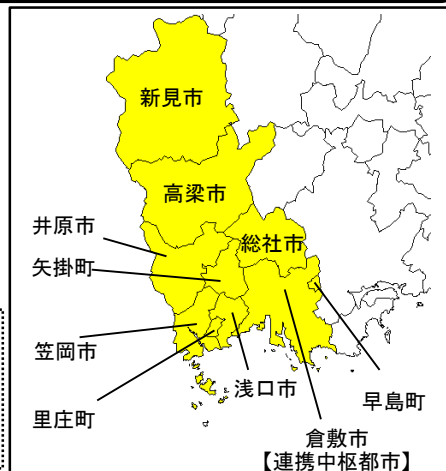 新見市
高梁市
井原市
総社市
矢掛町
笠岡市
浅口市
早島町
里庄町
倉敷市
【連携中枢都市】